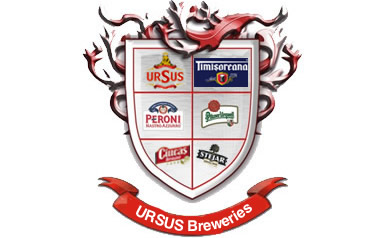 URSUS
Timisoreana
PERONI
NASTRO AZZURRO
Pilsner Urquell
Ciucas
STEJAR
URSUS Breweries